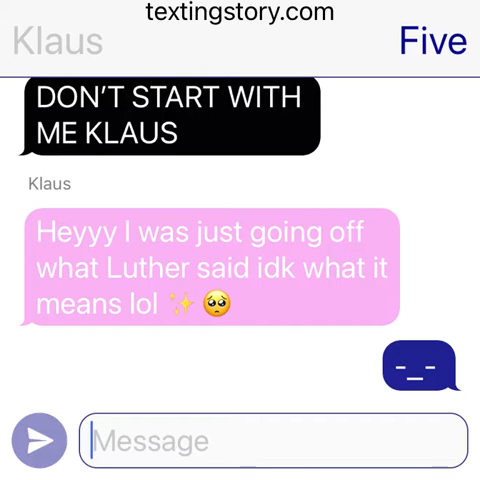 textingstory.com
Klaus
Five
DON’T START WITH
ME KLAUS
Klaus
Heyyy I was just going off
what Luther said idk what it
means lol ✨ 🥺
-_-
Message